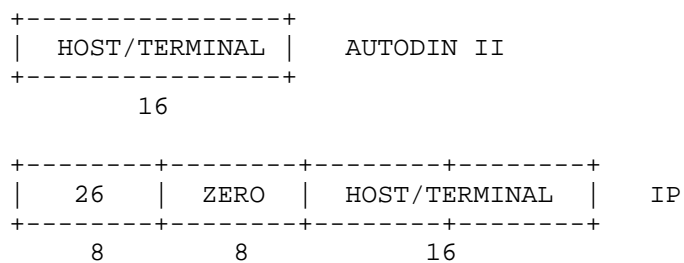 +----------------+
| HOST/TERMINAL | AUTODIN II
+----------------+
16
+--------+--------+--------+--------+
| 26 | ZERO | HOST/TERMINAL | IP
+--------+--------+--------+--------+
8 8 16